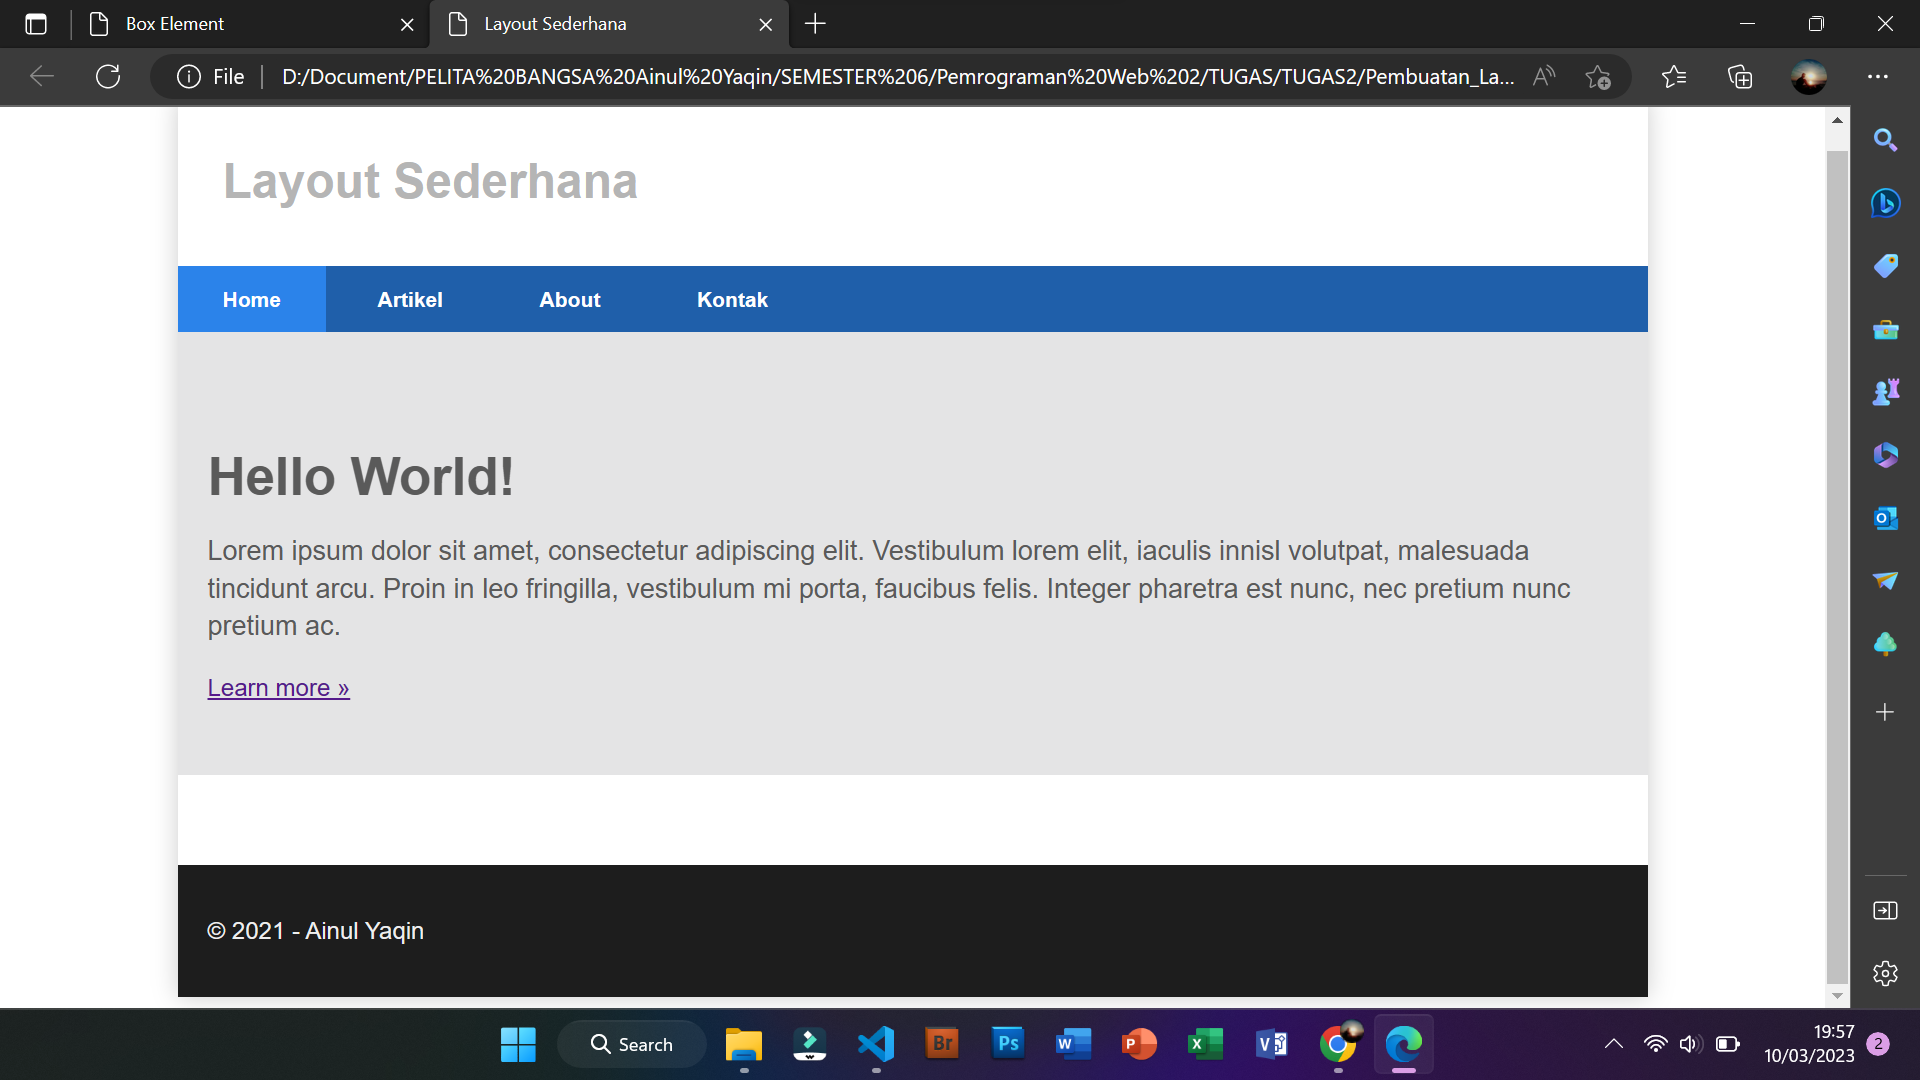 Box Element
Layout Sederhana
File
D:/Document/PELITA%20BANGSA%20Ainul%20Yaqin/SEMESTER%206/Pemrograman%20Web%202/TUGAS/TUGAS2/Pembuatan_La...
Layout Sederhana
Home Artikel About Kontak
Hello World!
Lorem ipsum dolor sit amet, consectetur adipiscing elit. Vestibulum lorem elit, iaculis innisl volutpat, malesuada
tincidunt arcu. Proin in leo fringilla, vestibulum mi porta, faucibus felis. Integer pharetra est nunc, nec pretium nunc
pretium ac.
Learn more »
© 2021 - Ainul Yaqin
Search
Br
Ps
W
P
X
V
19:57
10/03/2023
2